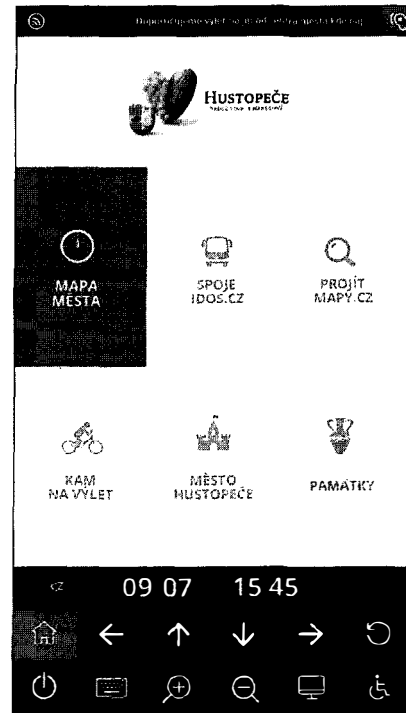 HUSTOPEČE
MAPA
MĚSTA
SPOJE
IDOS.CZ
PROJÍT
MAPY.CZ
KAM
NA VÝLET
MĚSTO
HUSTOPEČE
PAMÁTKY
CZ 09 07 15 45